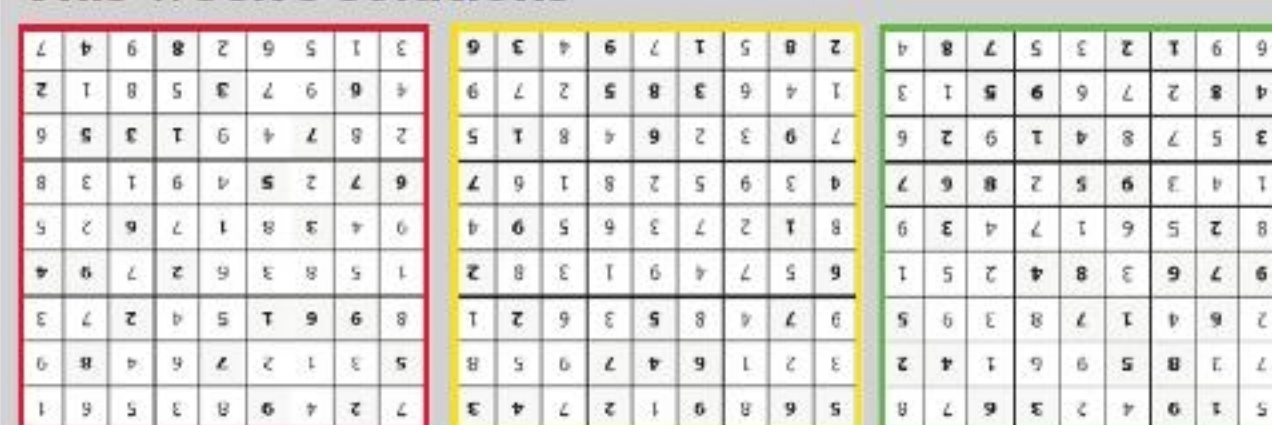 5 1 9 4 2 3 6 7 8 5 6 8 9 1 2 7 4 3 7 2 4 9 8 3 5 6 1
7 3 8 5 9 6 1 4 2 3 2 1 6 4 7 9 5 8 5 3 1 2 7 6 4 8 9
2 6 4 1 7 8 3 9 5 9 7 4 8 5 3 6 2 1 8 9 6 1 5 4 2 7 3
9 7 6 3 8 4 2 5 1 6 5 7 4 9 1 3 8 2 1 5 8 3 6 2 7 9 4
8 2 5 6 1 7 4 3 9 8 1 2 7 3 6 5 9 4 9 4 3 8 1 7 6 2 5
1 4 3 9 5 2 8 6 7 4 3 9 5 2 8 1 6 7 6 7 2 5 4 9 1 3 8
3 5 7 8 4 1 9 2 6 7 9 3 2 6 4 8 1 5 2 8 7 4 9 1 3 5 6
4 8 2 7 6 9 5 1 3 1 4 6 3 8 5 2 7 9 4 6 9 7 3 5 8 1 2
6 9 1 2 3 5 7 8 4 2 8 5 1 7 9 4 3 6 3 1 5 6 2 8 9 4 7